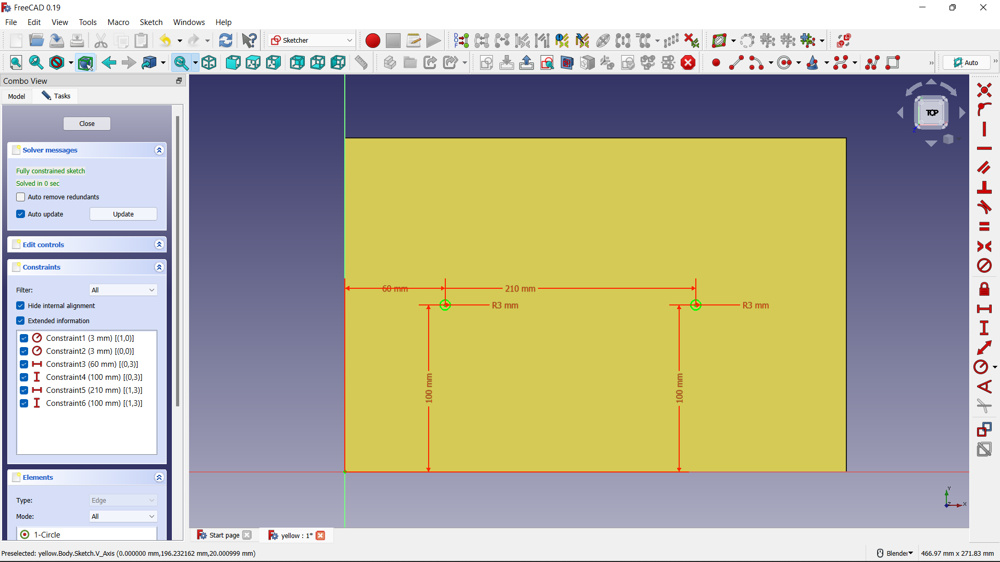 FreeCAD 0.19
File Edit View Tools Macro Sketch Windows Help
Sketcher
Auto
Combo View
Model Tasks
Close
Solver messages
Fully constrained sketch
Solved in 0 sec
Auto remove redundants
Auto update Update
Edit controls
Constraints
Filter: All
Hide internal alignment
Extended information
Constraint1 (3 mm) [(1,0)]
Constraint2 (3 mm) [(0,0)]
Constraint3 (60 mm) [(0,3)]
Constraint4 (100 mm) [(0,3)]
Constraint5 (210 mm) [(1,3)]
Constraint6 (100 mm) [(1,3)]
Elements
Type: Edge
Mode: All
1-Circle
TOP
Z
60 mm 210 mm
R3 mm R3 mm
100 mm 100 mm
Y
Z X
Start page yellow : 1*
Preselected: yellow.Body.Sketch.V_Axis (0.000000 mm,196.232162 mm,20.000999 mm)
Blender 466.97 mm x 271.83 mm